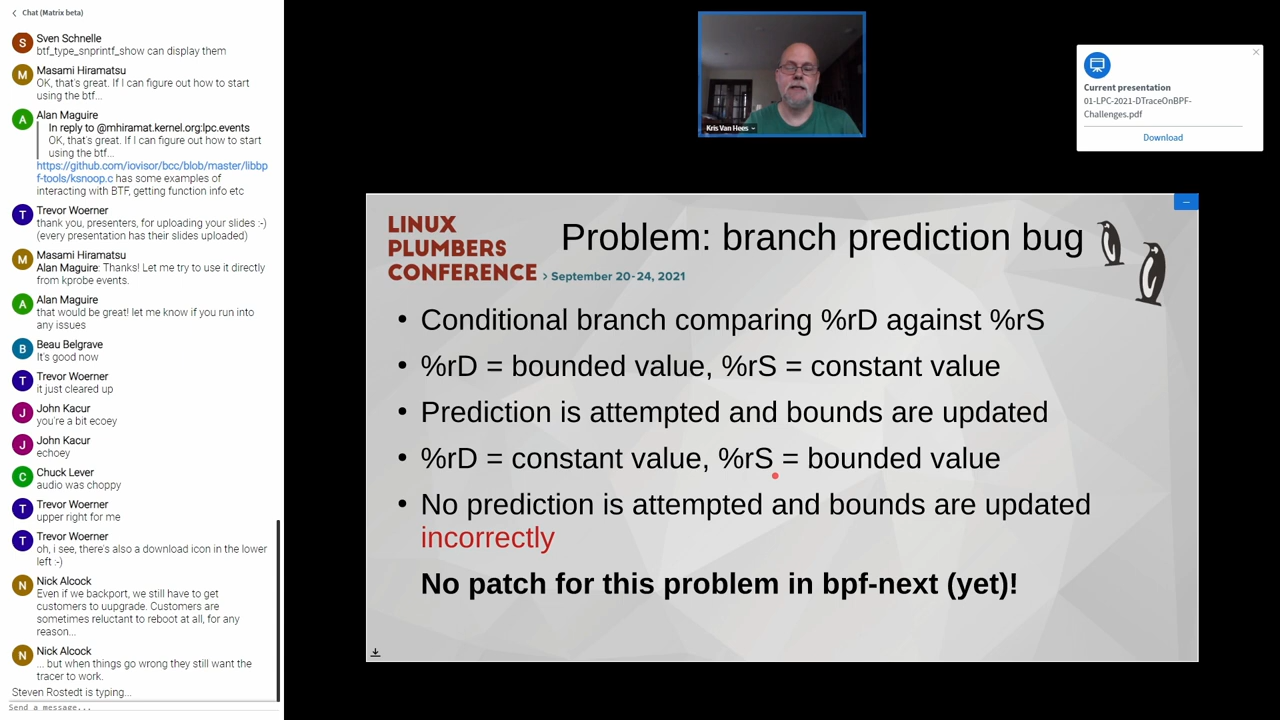 Chat (Matrix beta)
Sven Schnelle
btf_type_snprintf_show can display them
Masami Hiramatsu
OK, that's great. If I can figure out how to start
using the btf...
Alan Maguire
In reply to @mhiramat.kernel.org:lpc.events
OK, that's great. If I can figure out how to start
using the btf...
https://github.com/iovisor/bcc/blob/master/libbp
f-tools/ksnoop.c has some examples of
interacting with BTF, getting function info etc
Trevor Woerner
thank you, presenters, for uploading your slides :-)
(every presentation has their slides uploaded)
Masami Hiramatsu
Alan Maguire: Thanks! Let me try to use it directly
from kprobe events.
Alan Maguire
that would be great! let me know if you run into
any issues
Beau Belgrave
It's good now
Trevor Woerner
it just cleared up
John Kacur
you're a bit ecoey
John Kacur
echoey
Chuck Lever
audio was choppy
Trevor Woerner
upper right for me
Trevor Woerner
oh, i see, there's also a download icon in the lower
left :-)
Nick Alcock
Even if we backport, we still have to get
customers to uupgrade. Customers are
sometimes reluctant to reboot at all, for any
reason...
Nick Alcock
... but when things go wrong they still want the
tracer to work.
Steven Rostedt is typing...
Send a message...
Kris Van Hees
Current presentation
01-LPC-2021-DTraceOnBPF-
Challenges.pdf
Download
LINUX
PLUMBERS
CONFERENCE > September 20-24, 2021
Problem: branch prediction bug
• Conditional branch comparing %rD against %rS
• %rD = bounded value, %rS = constant value
• Prediction is attempted and bounds are updated
• %rD = constant value, %rS = bounded value
• No prediction is attempted and bounds are updated
incorrectly
No patch for this problem in bpf-next (yet)!